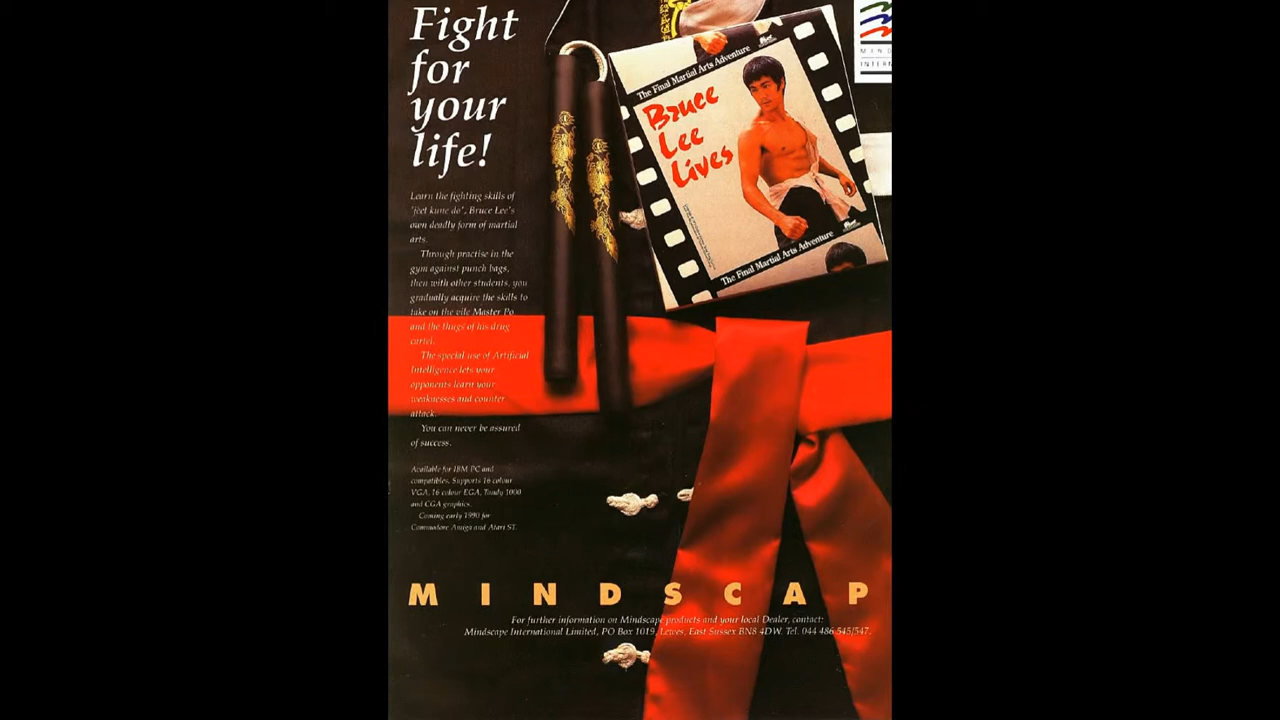 Fight
for
your
life!
Learn the fighting skills of
'jeet kune do', Bruce Lee's
own deadly form of martial
arts.
Through practise in the
gym against punch bags,
then with other students, you
gradually acquire the skills to
take on the vile Master Po
and the thugs of his drug
cartel.
The special use of Artificial
Intelligence lets your
opponents learn your
weaknesses and counter
attack.
You can never be assured
of success.
Available for IBM PC and
compatibles. Supports 16 colour
VGA, 16 colour EGA, Tandy 1000
and CGA graphics.
Coming early 1990 for
Commodore Amiga and Atari ST.
The Final Martial Arts Adventure
Bruce
Lee
Lives
The Final Martial Arts Adventure
MIND
INTERN
MINDSCAP
For further information on Mindscape products and your local Dealer, contact:
Mindscape International Limited, PO Box 1019, Lewes, East Sussex BN8 4DW. Tel. 044 486 545/547.